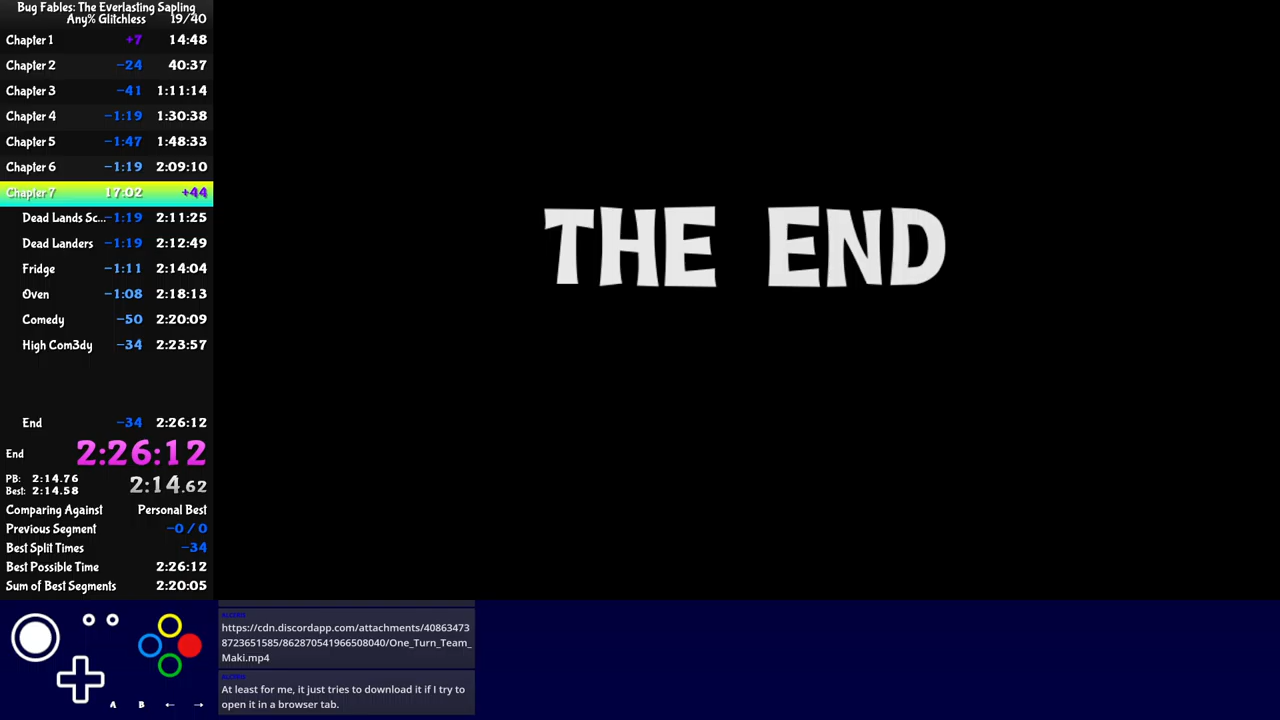 Bug Fables: The Everlasting Sapling
Any% Glitchless 19/40
Chapter 1 +7 14:48
Chapter 2 -24 40:37
Chapter 3 -41 1:11:14
Chapter 4 -1:19 1:30:38
Chapter 5 -1:47 1:48:33
Chapter 6 -1:19 2:09:10
Chapter 7 17:02 +44
Dead Lands Sc... -1:19 2:11:25
Dead Landers -1:19 2:12:49
Fridge -1:11 2:14:04
Oven -1:08 2:18:13
Comedy -50 2:20:09
High Com3dy -34 2:23:57
End -34 2:26:12
End 2:26:12
PB: 2:14.76
Best: 2:14.58
2:14.62
Comparing Against Personal Best
Previous Segment -0 / 0
Best Split Times -34
Best Possible Time 2:26:12
Sum of Best Segments 2:20:05
A B ← →
THE END
https://cdn.discordapp.com/attachments/40863473
8723651585/862870541966508040/One_Turn_Team_
Maki.mp4
At least for me, it just tries to download it if I try to
open it in a browser tab.